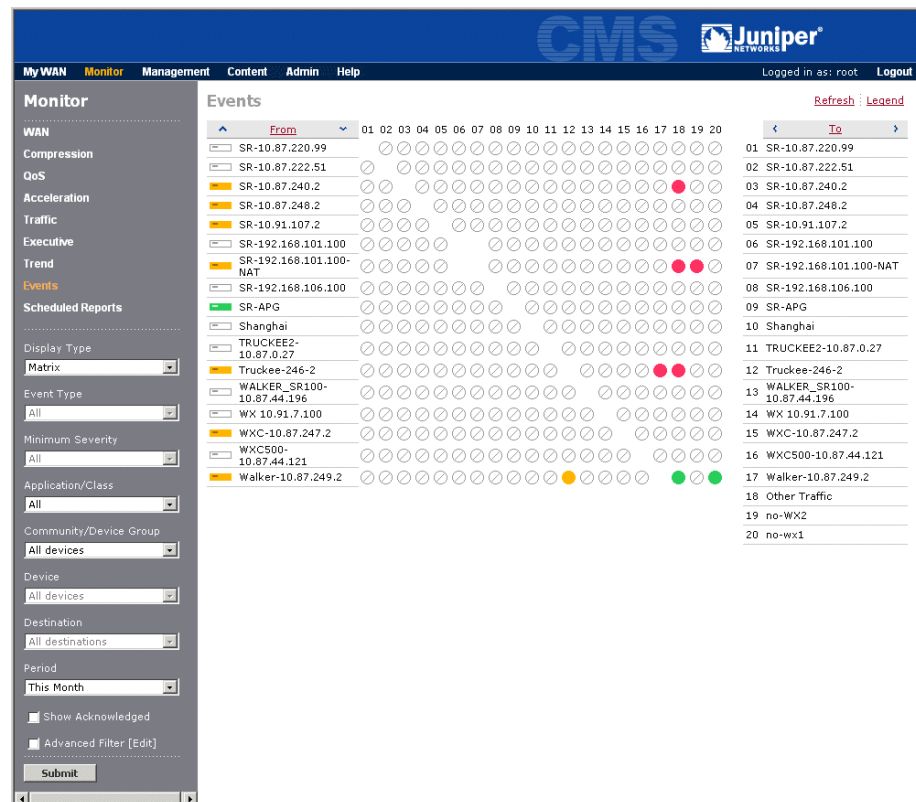 CMS
Juniper®
NETWORKS
My WAN Monitor Management Content Admin Help
Logged in as: root Logout
Monitor
WAN
Compression
QoS
Acceleration
Traffic
Executive
Trend
Events
Scheduled Reports
Display Type
Matrix
Event Type
All
Minimum Severity
All
Application/Class
All
Community/Device Group
All devices
Device
All devices
Destination
All destinations
Period
This Month
Show Acknowledged
Advanced Filter [Edit]
Submit
Events
Refresh Legend
From 01 02 03 04 05 06 07 08 09 10 11 12 13 14 15 16 17 18 19 20
SR-10.87.220.99
SR-10.87.222.51
SR-10.87.240.2
SR-10.87.248.2
SR-10.91.107.2
SR-192.168.101.100
SR-192.168.101.100-
NAT
SR-192.168.106.100
SR-APG
Shanghai
TRUCKEE2-
10.87.0.27
Truckee-246-2
WALKER_SR100-
10.87.44.196
WX 10.91.7.100
WXC-10.87.247.2
WXC500-
10.87.44.121
Walker-10.87.249.2
To
01 SR-10.87.220.99
02 SR-10.87.222.51
03 SR-10.87.240.2
04 SR-10.87.248.2
05 SR-10.91.107.2
06 SR-192.168.101.100
07 SR-192.168.101.100-NAT
08 SR-192.168.106.100
09 SR-APG
10 Shanghai
11 TRUCKEE2-10.87.0.27
12 Truckee-246-2
13 WALKER_SR100-
10.87.44.196
14 WX 10.91.7.100
15 WXC-10.87.247.2
16 WXC500-10.87.44.121
17 Walker-10.87.249.2
18 Other Traffic
19 no-WX2
20 no-wx1